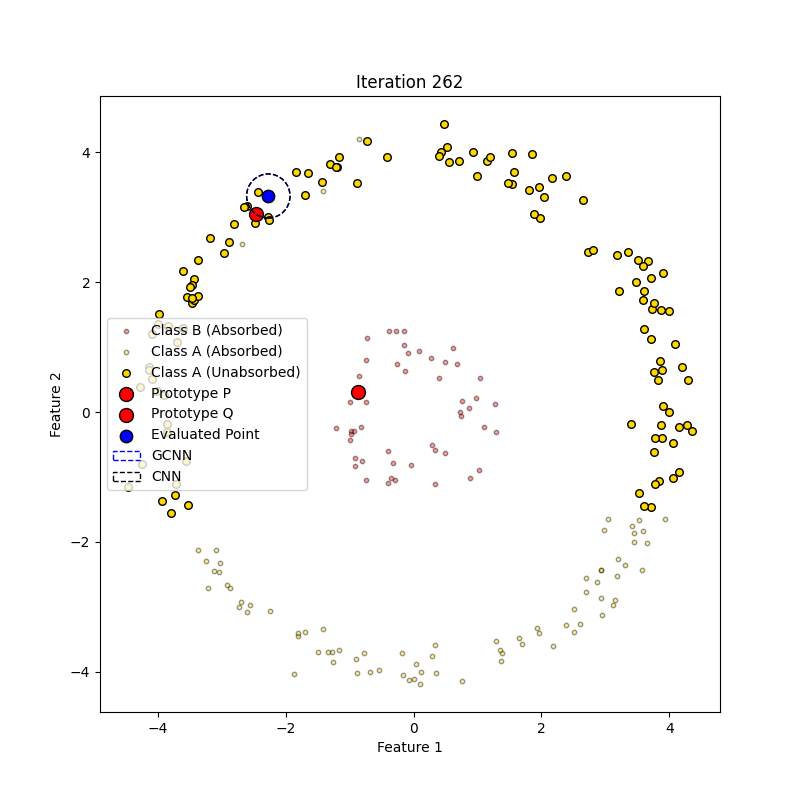 Iteration 262
4
2
0
−2
−4
Feature 2
Class B (Absorbed)
Class A (Absorbed)
Class A (Unabsorbed)
Prototype P
Prototype Q
Evaluated Point
GCNN
CNN
−4 −2 0 2 4
Feature 1